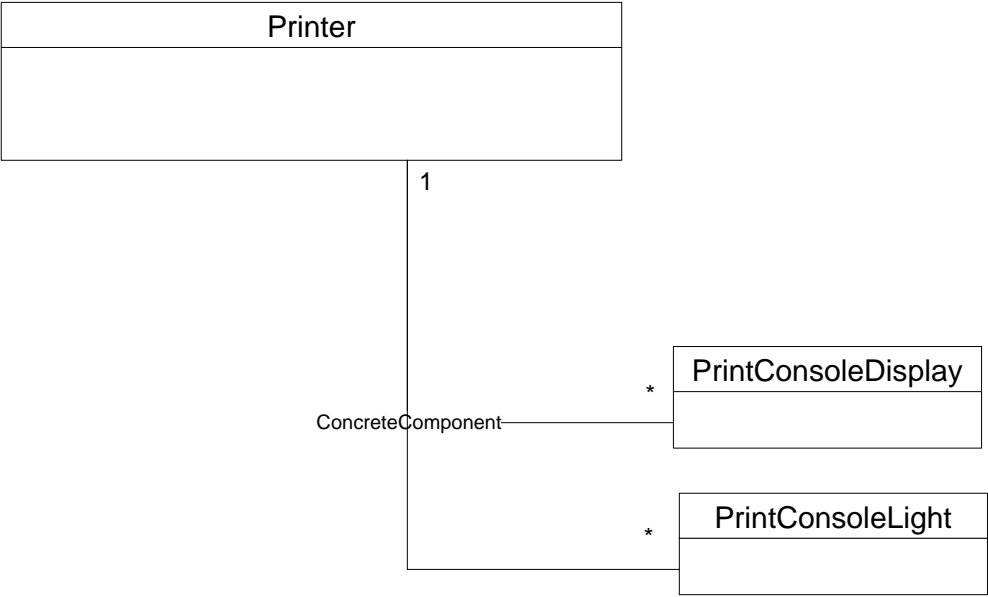 Printer
1
PrintConsoleDisplay
*
ConcreteComponent
PrintConsoleLight
*